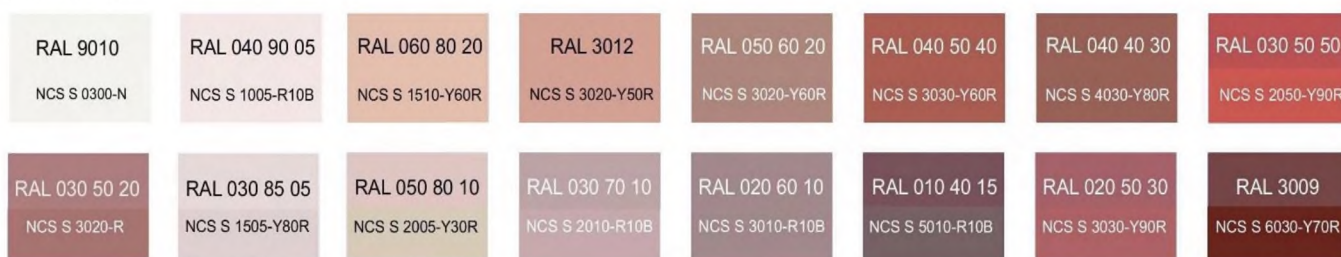 RAL 9010
NCS S 0300-N
RAL 040 90 05
NCS S 1005-R10B
RAL 060 80 20
NCS S 1510-Y60R
RAL 3012
NCS S 3020-Y50R
RAL 050 60 20
NCS S 3020-Y60R
RAL 040 50 40
NCS S 3030-Y60R
RAL 040 40 30
NCS S 4030-Y80R
RAL 030 50 50
NCS S 2050-Y90R
RAL 030 50 20
NCS S 3020-R
RAL 030 85 05
NCS S 1505-Y80R
RAL 050 80 10
NCS S 2005-Y30R
RAL 030 70 10
NCS S 2010-R10B
RAL 020 60 10
NCS S 3010-R10B
RAL 010 40 15
NCS S 5010-R10B
RAL 020 50 30
NCS S 3030-Y90R
RAL 3009
NCS S 6030-Y70R